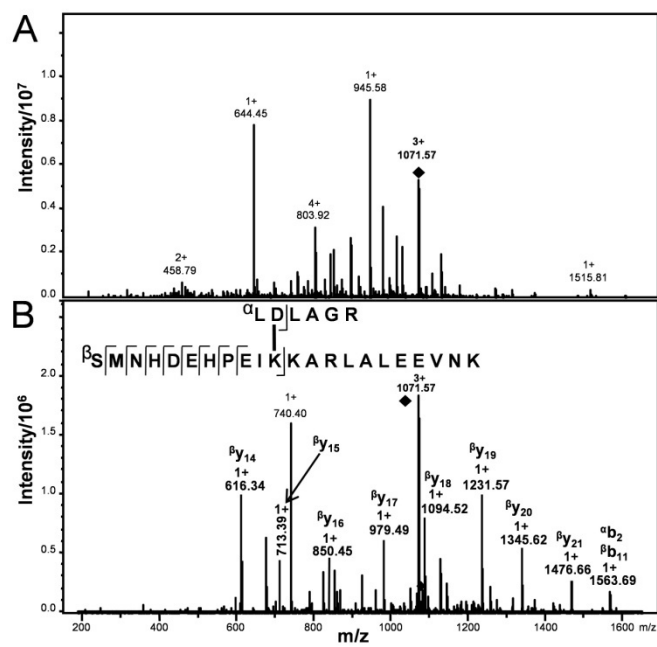 A
Intensity/10⁷
1.0
0.8
0.6
0.4
0.2
0.0
2+
458.79
1+
644.45
4+
803.92
1+
945.58
3+
1071.57
1+
1515.81
B
Intensity/10⁶
2.0
1.5
1.0
0.5
0.0
αLDLAGR
βSMNHDEHPEIKKARLALEEVNK
βy14
1+
616.34
1+
713.39
βy15
1+
740.40
βy16
1+
850.45
βy17
1+
979.49
3+
1071.57
βy18
1+
1094.52
βy19
1+
1231.57
βy20
1+
1345.62
βy21
1+
1476.66
αb2
βb11
1+
1563.69
200 400 600 800 1000 1200 1400 1600 m/z
m/z